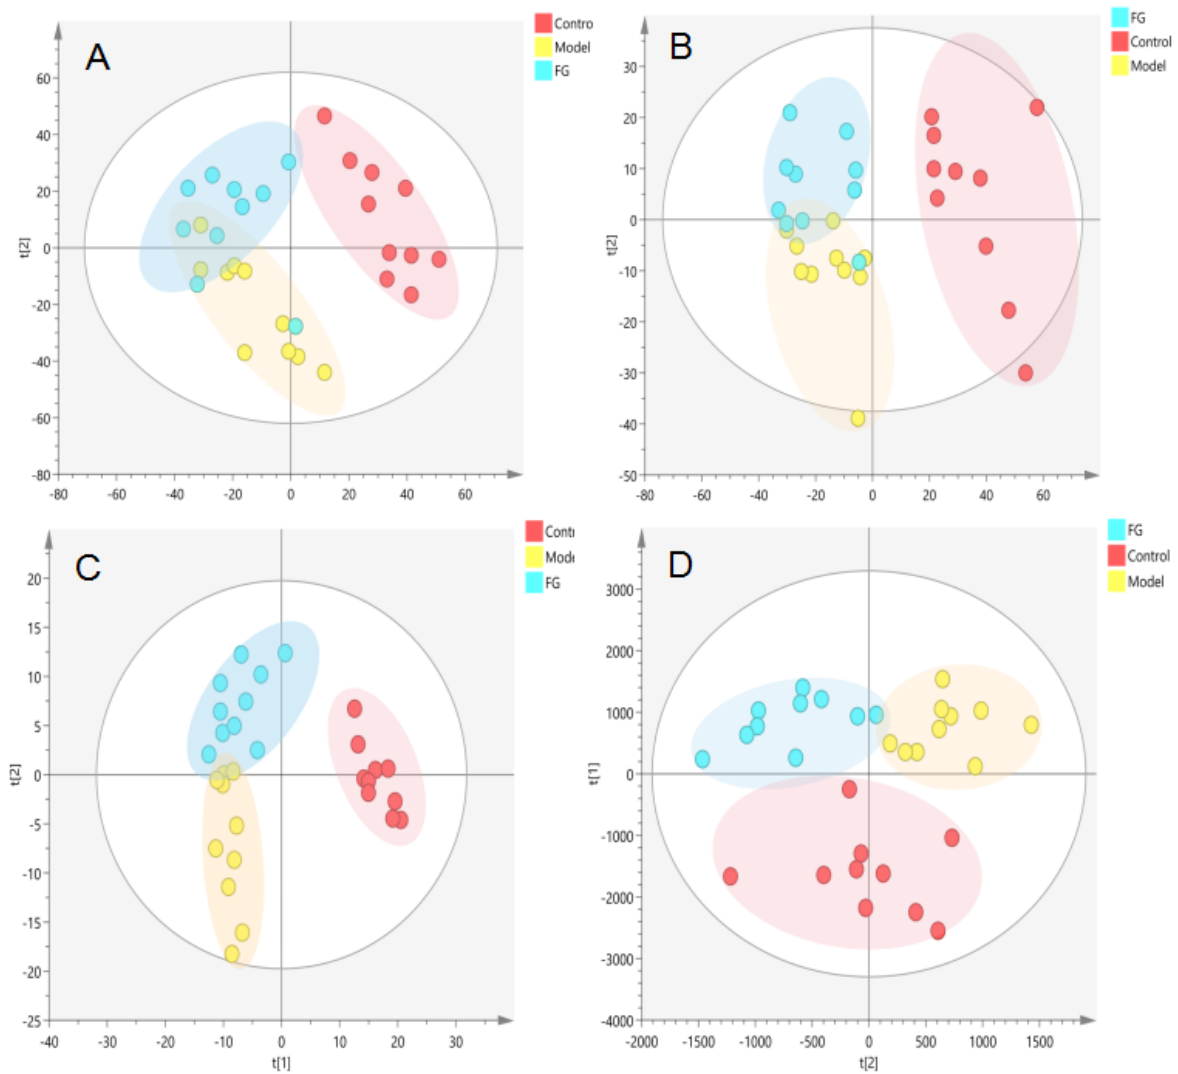 A
Contro
Model
FG
60
40
20
0
-20
-40
-60
-80
t[2]
-80 -60 -40 -20 0 20 40 60
B
FG
Control
Model
30
20
10
0
-10
-20
-30
-40
-50
t[2]
-80 -60 -40 -20 0 20 40 60
C
Conti
Mode
FG
20
15
10
5
0
-5
-10
-15
-20
-25
t[2]
-40 -30 -20 -10 0 10 20 30
t[1]
D
FG
Control
Model
3000
2000
1000
0
-1000
-2000
-3000
-4000
t[1]
-2000 -1500 -1000 -500 0 500 1000 1500
t[2]